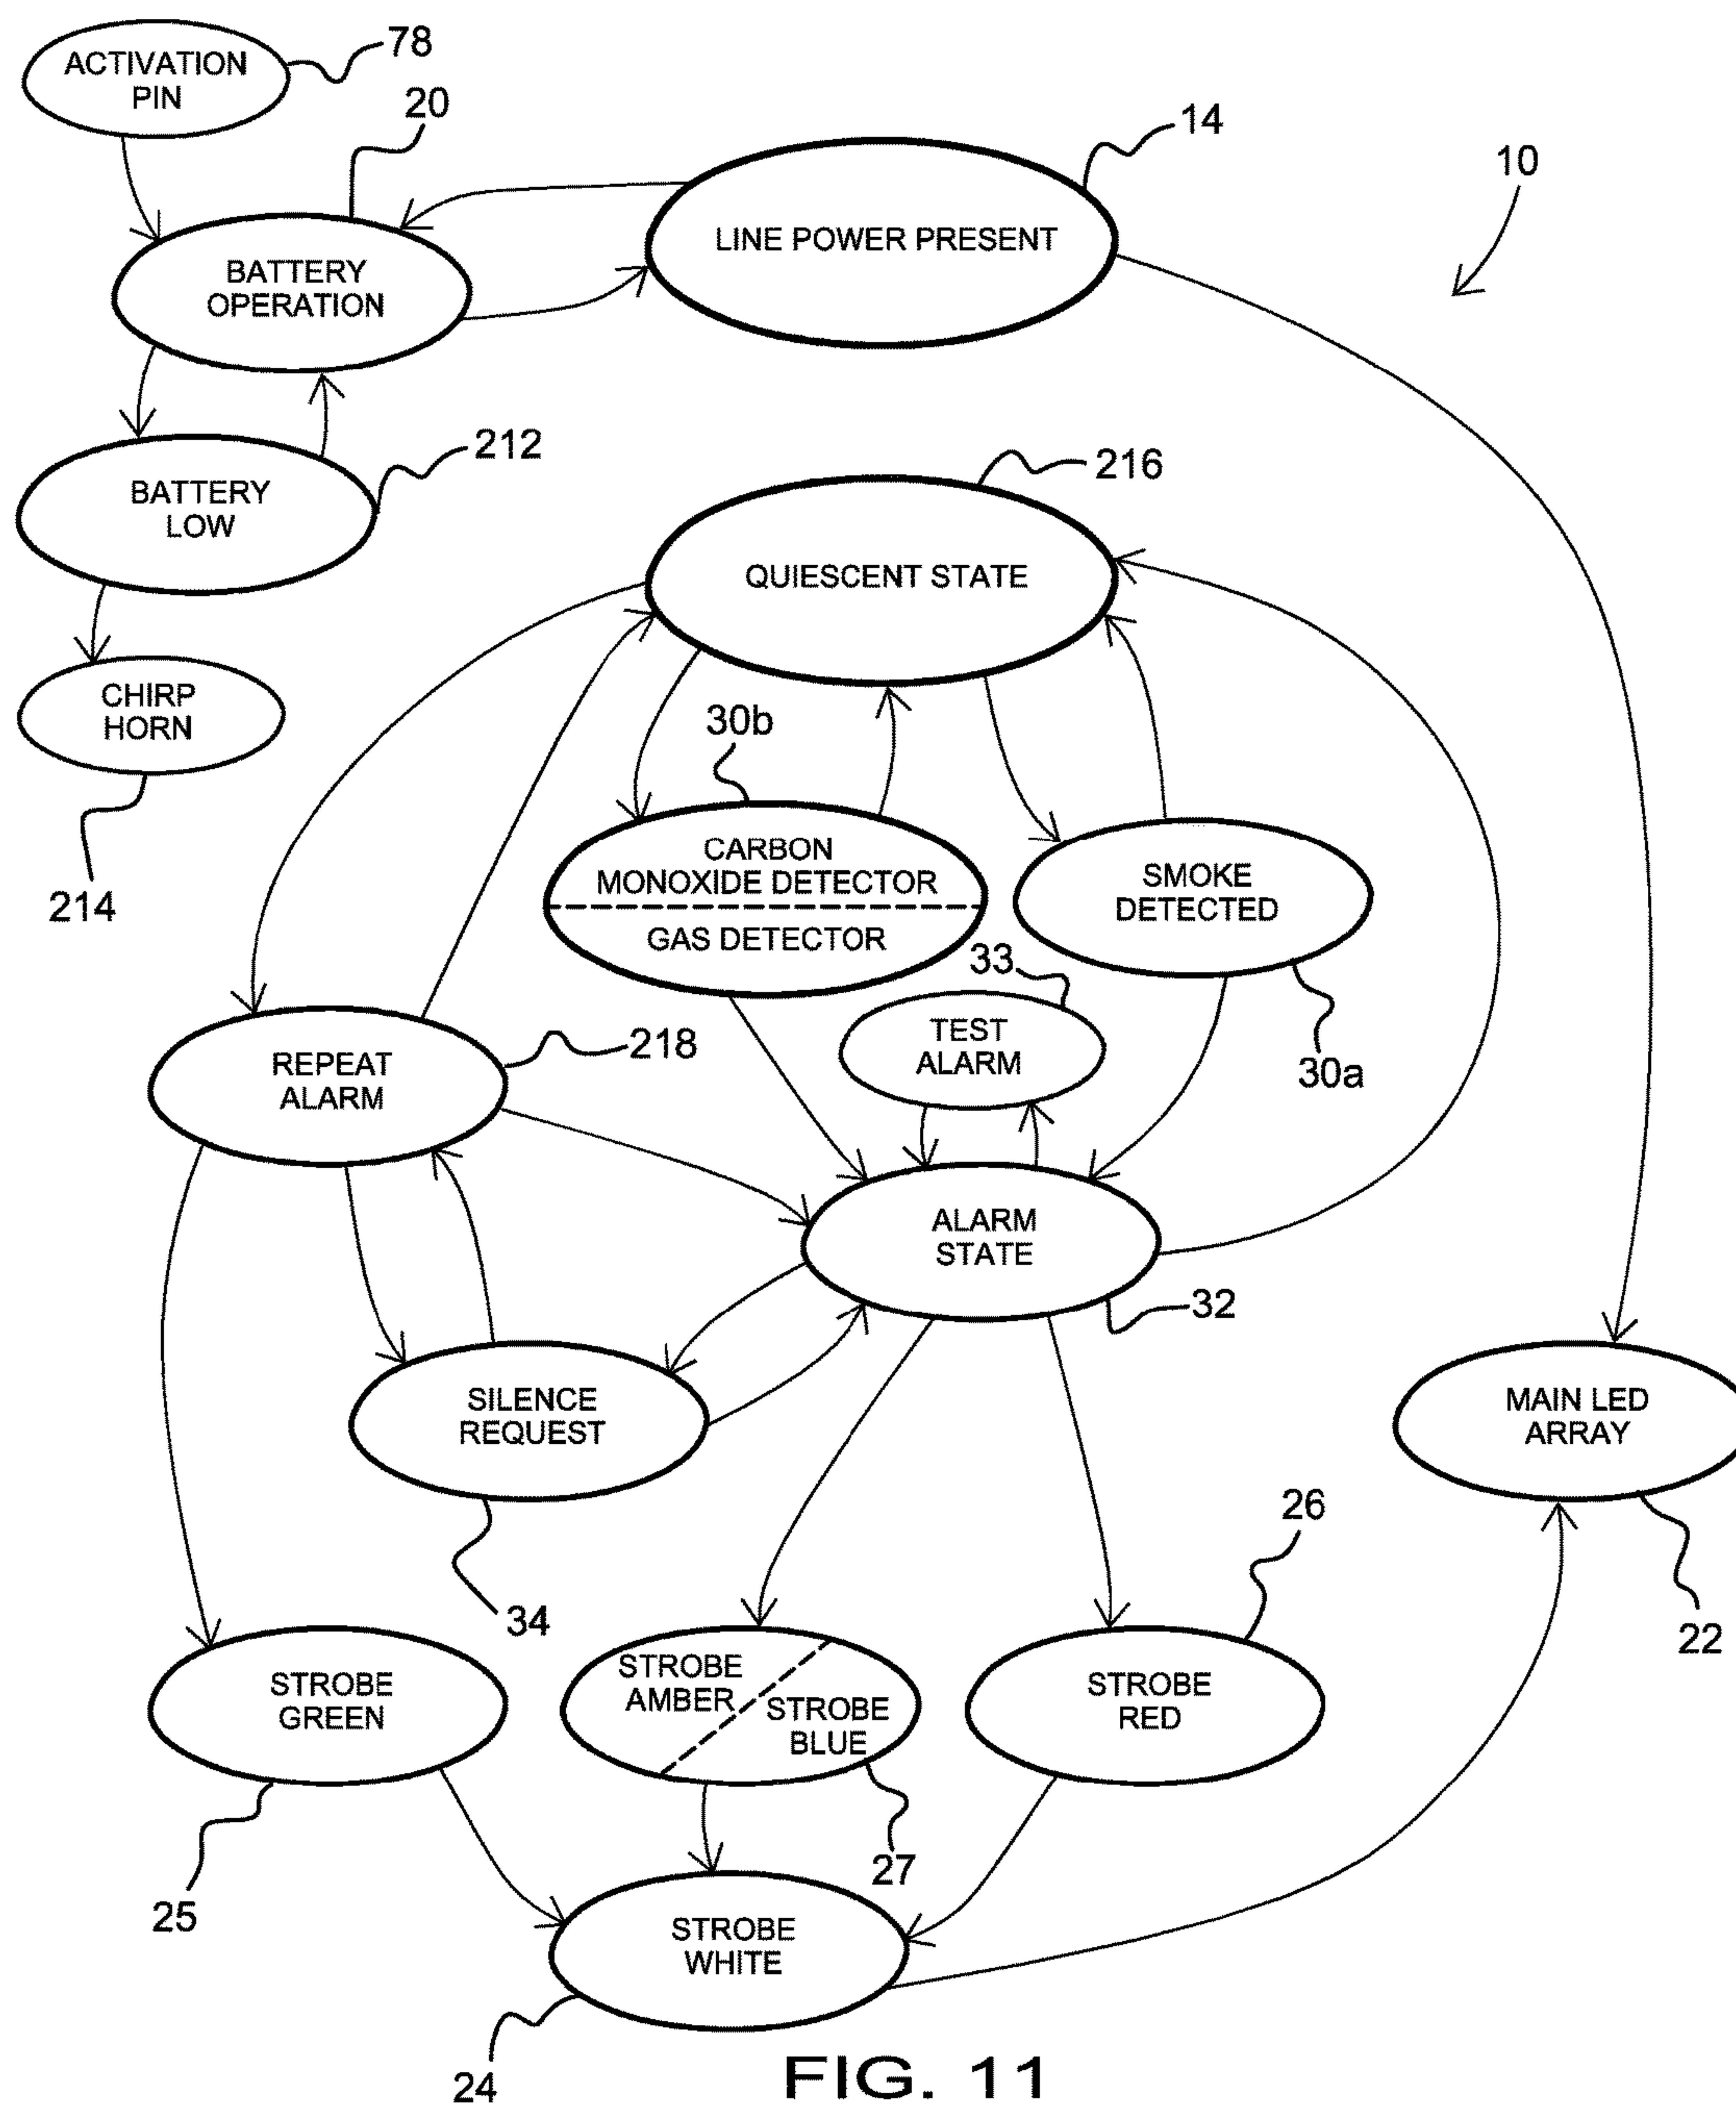 ACTIVATION
PIN
78
20
14
10
LINE POWER PRESENT
BATTERY
OPERATION
212
BATTERY
LOW
216
QUIESCENT STATE
CHIRP
HORN
214
30b
CARBON
MONOXIDE DETECTOR
GAS DETECTOR
SMOKE
DETECTED
33
30a
TEST
ALARM
REPEAT
ALARM
218
ALARM
STATE
32
SILENCE
REQUEST
34
MAIN LED
ARRAY
22
26
STROBE
GREEN
25
STROBE
AMBER
STROBE
BLUE
27
STROBE
RED
STROBE
WHITE
24
FIG. 11